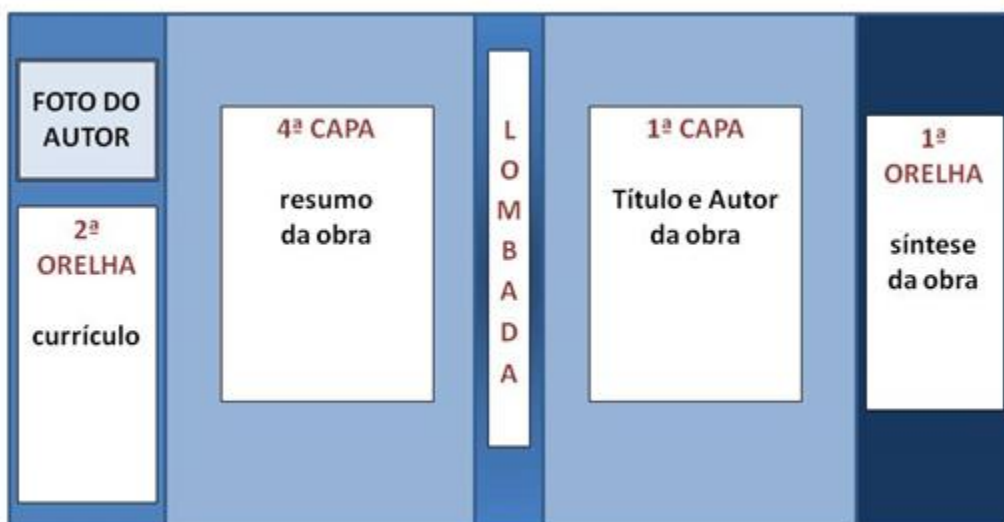 FOTO DO
AUTOR
2ª
ORELHA
currículo
4ª CAPA
resumo
da obra
LOMBADA
1ª CAPA
Título e Autor
da obra
1ª
ORELHA
síntese
da obra